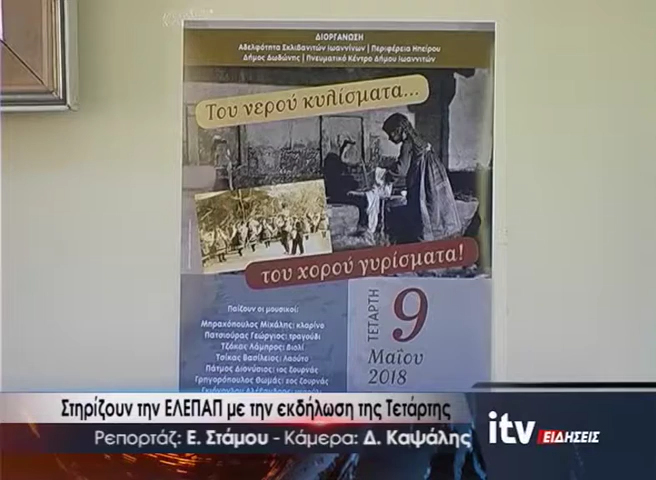 ΔΙΟΡΓΑΝΩΣΗ
Αδελφότητα Σκλιβανιτών Ιωαννίνων | Περιφέρεια Ηπείρου
Δήμος Δωδώνης | Πνευματικό Κέντρο Δήμου Ιωαννιτών
Του νερού κυλίσματα...
του χορού γυρίσματα!
Παίζουν οι μουσικοί:
Μπραχόπουλος Μιχάλης: κλαρίνο
Πατσιούρας Γεώργιος: τραγούδι
Τζόκας Λάμπρος: βιολί
Τσίκας Βασίλειος: λαούτο
Πάτμος Διονύσιος: 1ος ζουρνάς
Γρηγορόπουλος Θωμάς: 2ος ζουρνάς
ΤΕΤΑΡΤΗ
9
Μαΐου
2018
Στηρίζουν την ΕΛΕΠΑΠ με την εκδήλωση της Τετάρτης
Ρεπορτάζ: Ε. Στάμου - Κάμερα: Δ. Καψάλης
itv ΕΙΔΗΣΕΙΣ